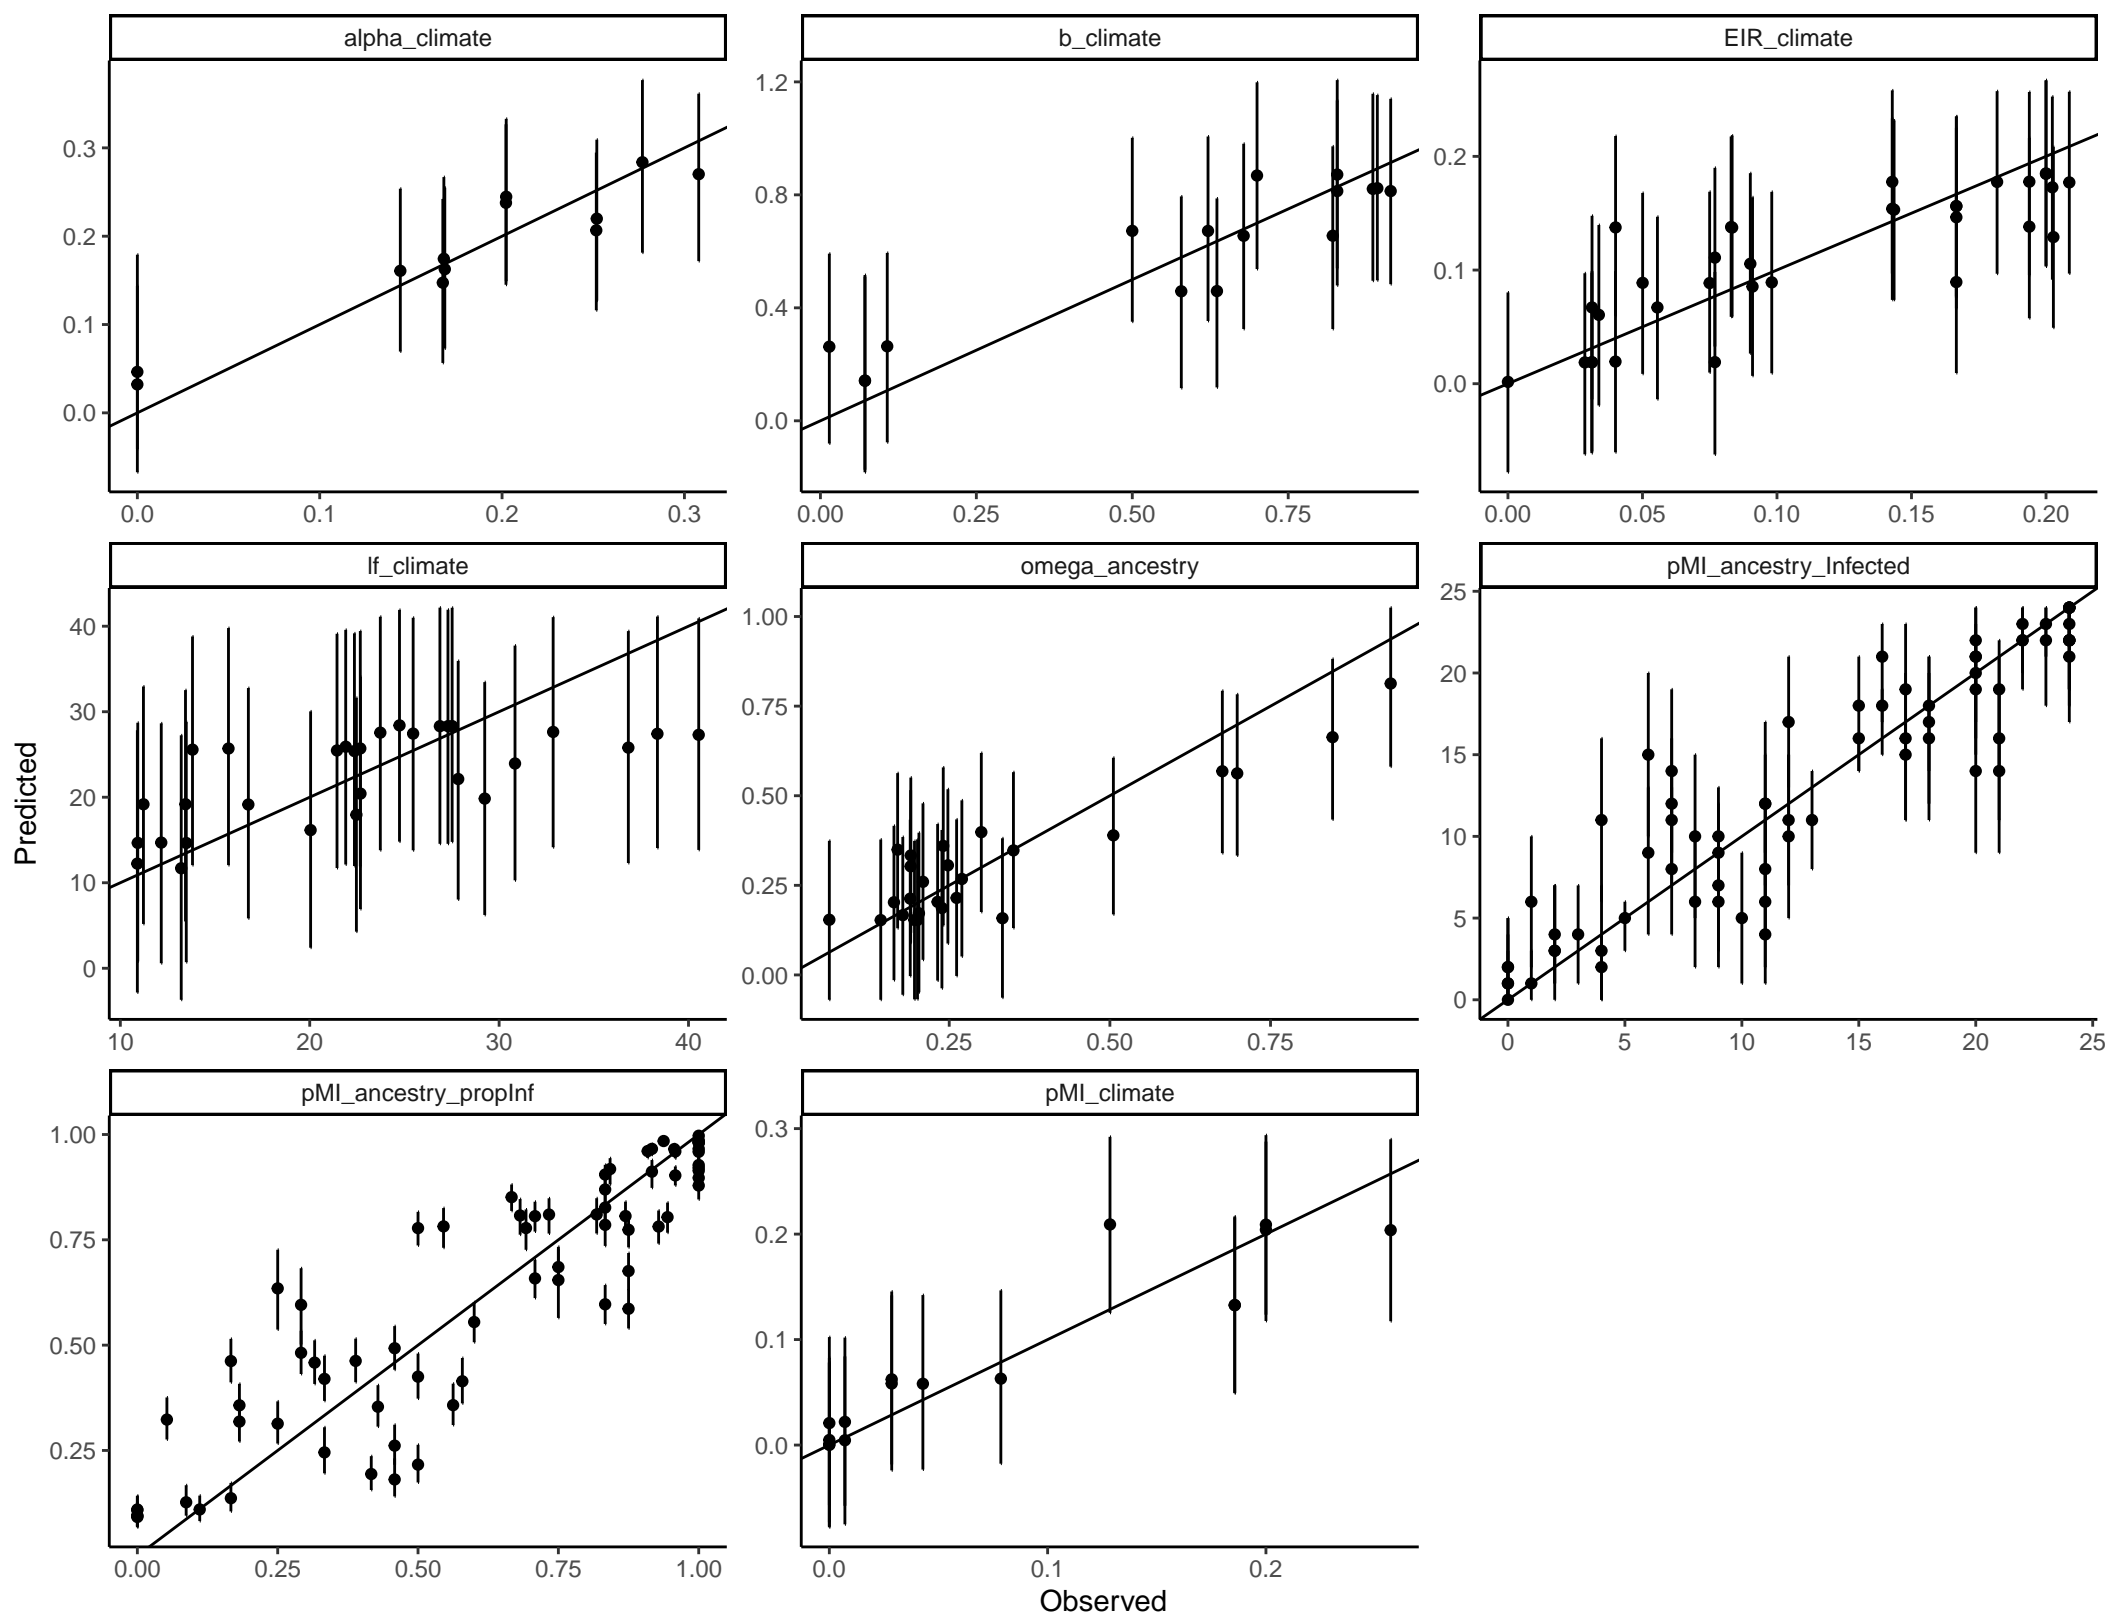 alpha_climate
b_climate
EIR_climate
0.3
0.2
0.1
0.0
1.2
0.8
0.4
0.0
0.2
0.1
0.0
0.0 0.1 0.2 0.3
0.00 0.25 0.50 0.75
0.00 0.05 0.10 0.15 0.20
lf_climate
omega_ancestry
pMI_ancestry_Infected
40
30
20
10
0
1.00
0.75
0.50
0.25
0.00
25
20
15
10
5
0
10 20 30 40
0.25 0.50 0.75
0 5 10 15 20 25
Predicted
pMI_ancestry_propInf
pMI_climate
1.00
0.75
0.50
0.25
0.3
0.2
0.1
0.0
0.00 0.25 0.50 0.75 1.00
0.0 0.1 0.2
Observed